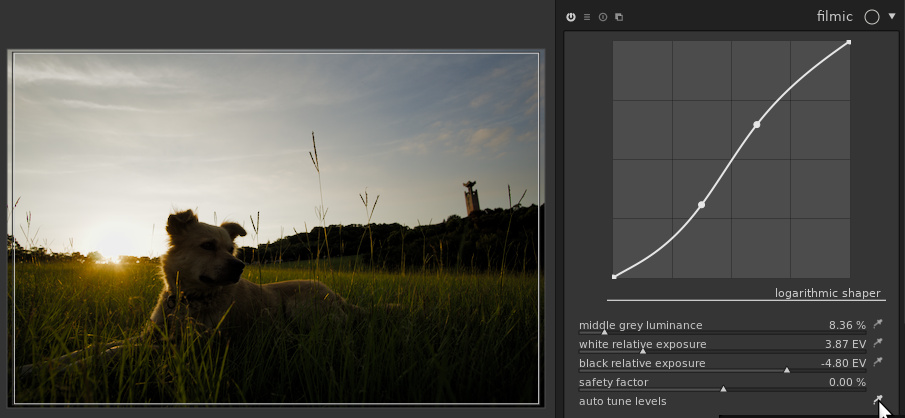 filmic
logarithmic shaper
middle grey luminance 8.36 %
white relative exposure 3.87 EV
black relative exposure -4.80 EV
safety factor 0.00 %
auto tune levels